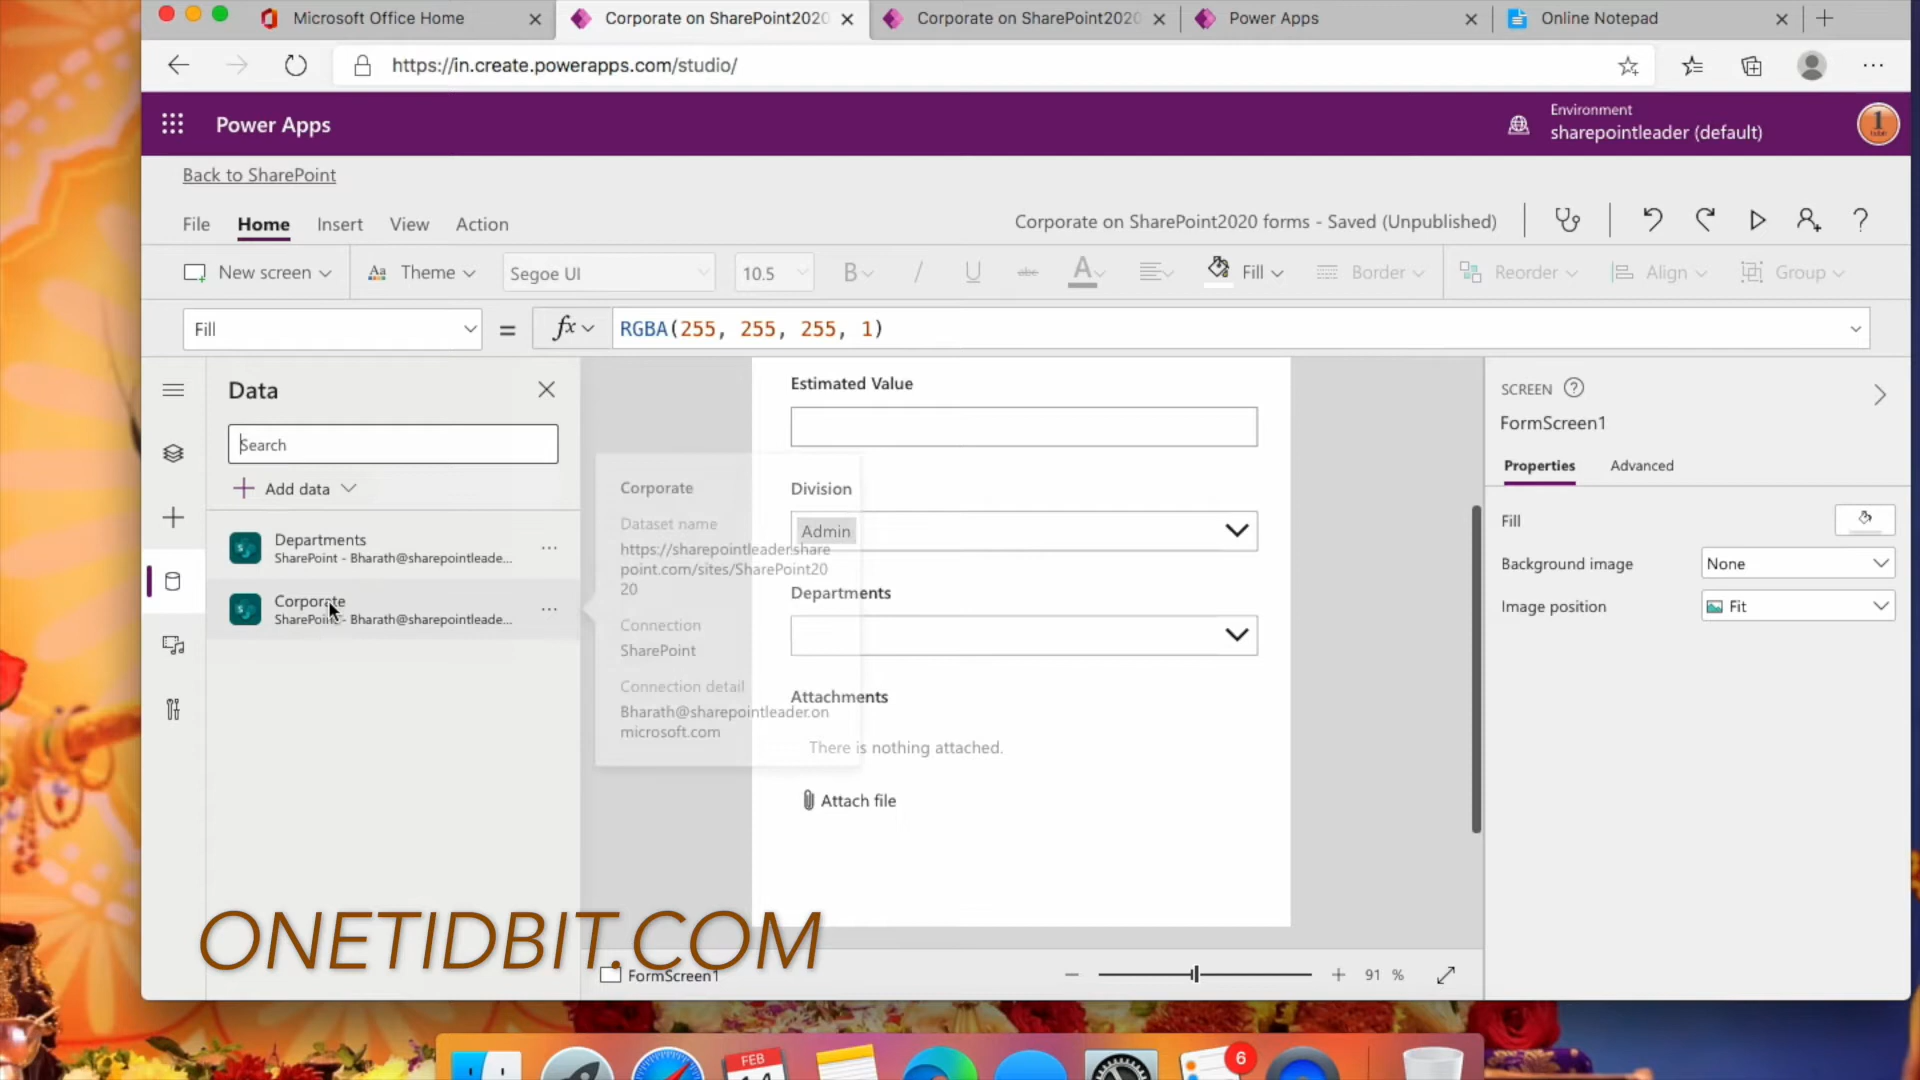 Microsoft Office Home
Corporate on SharePoint2020
Corporate on SharePoint2020
Power Apps
Online Notepad
https://in.create.powerapps.com/studio/
Power Apps
Environment
sharepointleader (default)
1
Back to SharePoint
File
Home
Insert
View
Action
Corporate on SharePoint2020 forms - Saved (Unpublished)
New screen
Theme
Segoe UI
10.5
B
/
U
abc
A
Fill
Border
Reorder
Align
Group
Fill
=
fx
RGBA(255, 255, 255, 1)
Data
Search
Add data
Departments
SharePoint - Bharath@sharepointleade...
Corporate
SharePoint - Bharath@sharepointleade...
Corporate
Dataset name
https://sharepointleader.share
point.com/sites/SharePoint20
20
Connection
SharePoint
Connection detail
Bharath@sharepointleader.on
microsoft.com
Estimated Value
Division
Admin
Departments
Attachments
There is nothing attached.
Attach file
SCREEN
FormScreen1
Properties
Advanced
Fill
Background image
None
Image position
Fit
ONETIDBIT.COM
FormScreen1
91 %
FEB
6